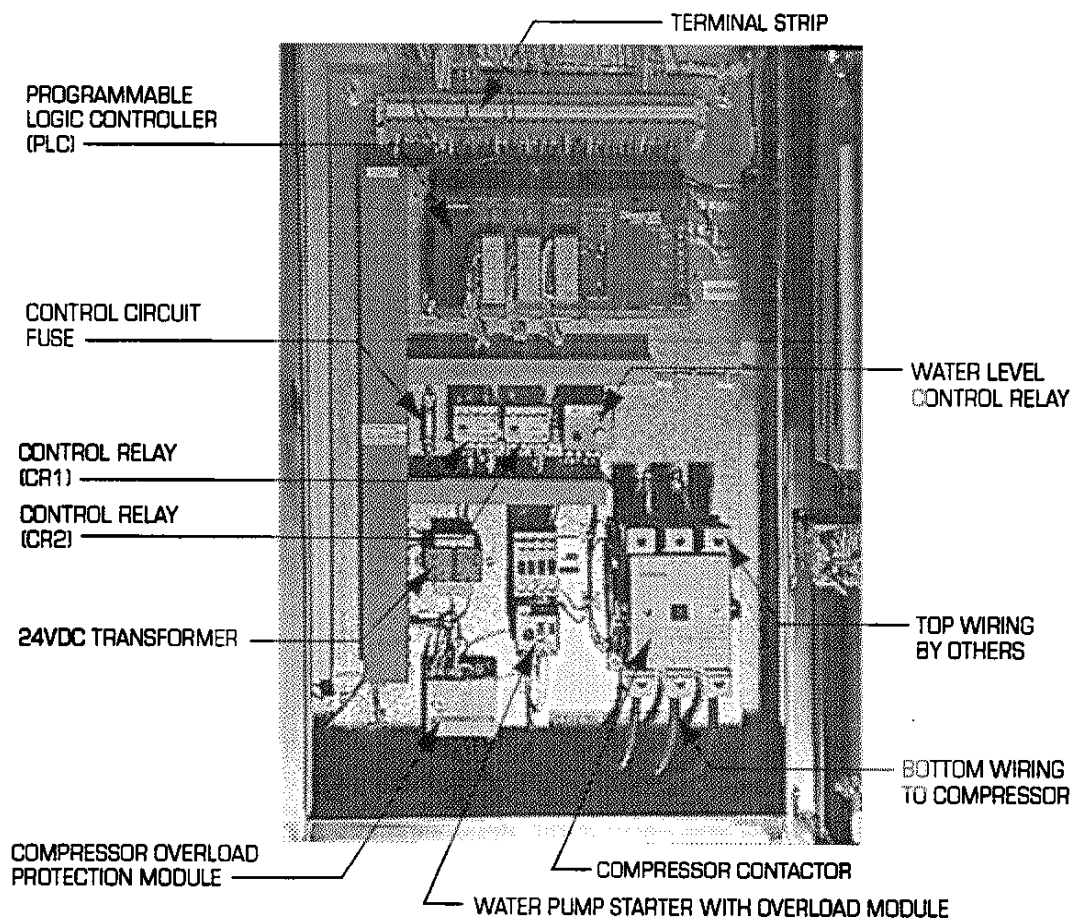 TERMINAL STRIP
PROGRAMMABLE
LOGIC CONTROLLER
(PLC)
CONTROL CIRCUIT
FUSE
WATER LEVEL
CONTROL RELAY
CONTROL RELAY
(CR1)
CONTROL RELAY
(CR2)
24VDC TRANSFORMER
TOP WIRING
BY OTHERS
BOTTOM WIRING
TO COMPRESSOR
COMPRESSOR OVERLOAD
PROTECTION MODULE
COMPRESSOR CONTACTOR
WATER PUMP STARTER WITH OVERLOAD MODULE